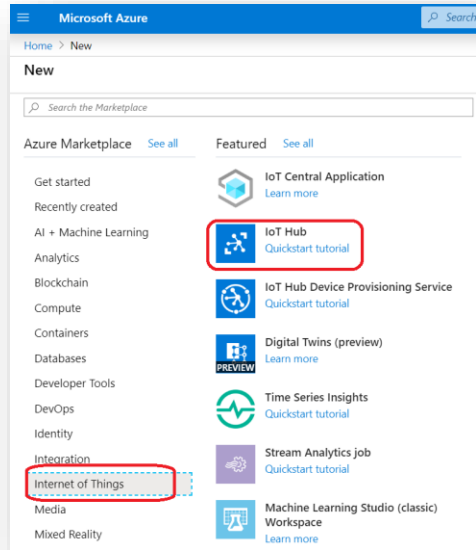 Microsoft Azure
Search
Home > New
New
Search the Marketplace
Azure Marketplace See all
Get started
Recently created
AI + Machine Learning
Analytics
Blockchain
Compute
Containers
Databases
Developer Tools
DevOps
Identity
Integration
Internet of Things
Media
Mixed Reality
Featured See all
IoT Central Application
Learn more
IoT Hub
Quickstart tutorial
IoT Hub Device Provisioning Service
Quickstart tutorial
PREVIEW
Digital Twins (preview)
Learn more
Time Series Insights
Quickstart tutorial
Stream Analytics job
Quickstart tutorial
Machine Learning Studio (classic)
Workspace
Learn more